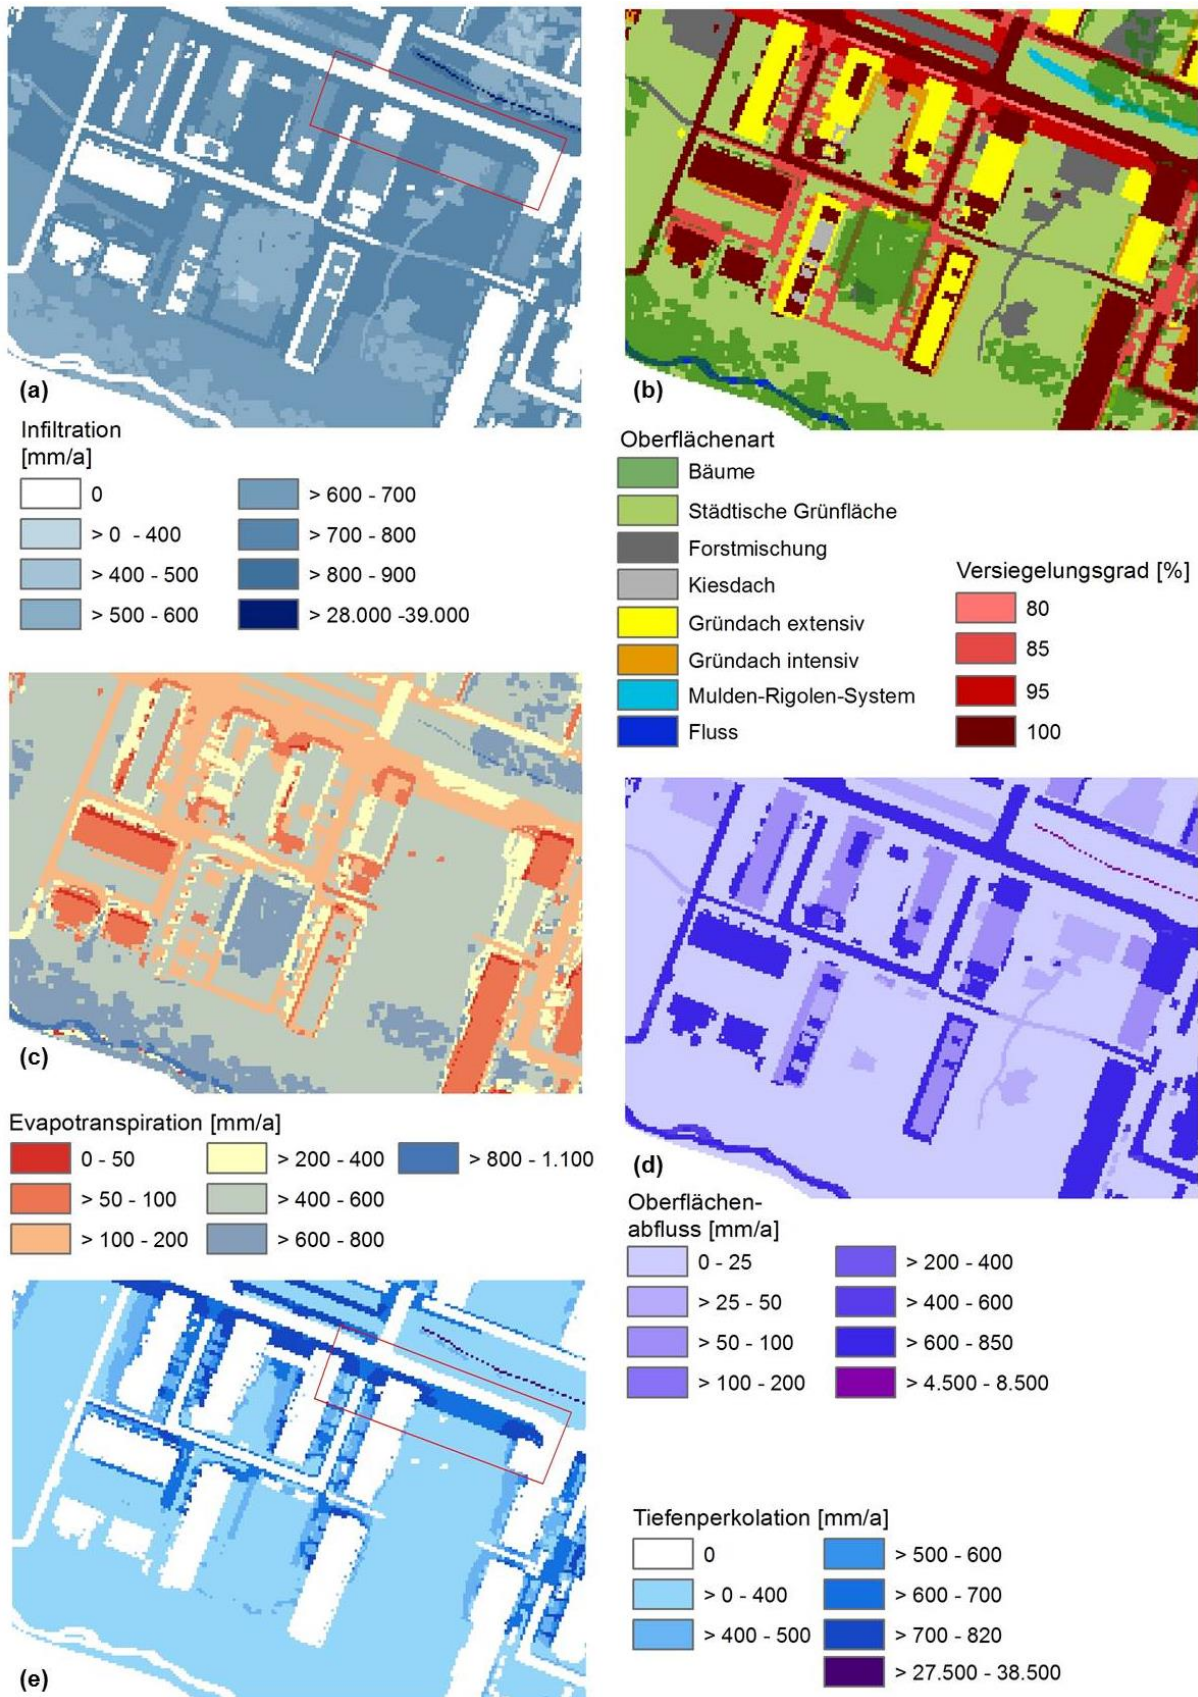 (a)
Infiltration
[mm/a]
0
> 0 - 400
> 400 - 500
> 500 - 600
> 600 - 700
> 700 - 800
> 800 - 900
> 28.000 -39.000
(b)
Oberflächenart
Bäume
Städtische Grünfläche
Forstmischung
Kiesdach
Gründach extensiv
Gründach intensiv
Mulden-Rigolen-System
Fluss
Versiegelungsgrad [%]
80
85
95
100
(c)
Evapotranspiration [mm/a]
0 - 50
> 50 - 100
> 100 - 200
> 200 - 400
> 400 - 600
> 600 - 800
> 800 - 1.100
(d)
Oberflächen-
abfluss [mm/a]
0 - 25
> 25 - 50
> 50 - 100
> 100 - 200
> 200 - 400
> 400 - 600
> 600 - 850
> 4.500 - 8.500
(e)
Tiefenperkolation [mm/a]
0
> 0 - 400
> 400 - 500
> 500 - 600
> 600 - 700
> 700 - 820
> 27.500 - 38.500